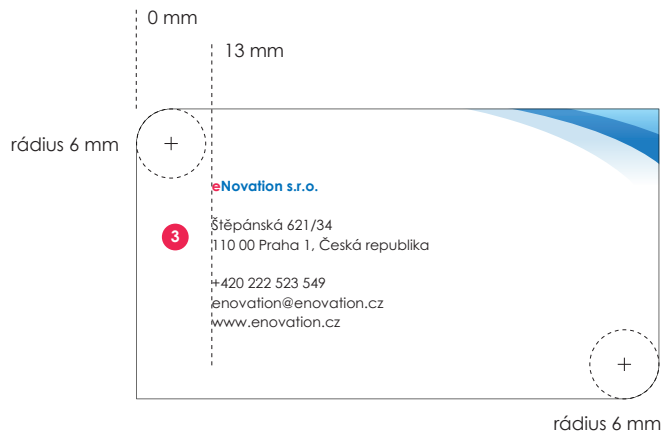 0 mm
13 mm
rádius 6 mm
eNovation s.r.o.
3
Štěpánská 621/34
110 00 Praha 1, Česká republika
+420 222 523 549
enovation@enovation.cz
www.enovation.cz
rádius 6 mm